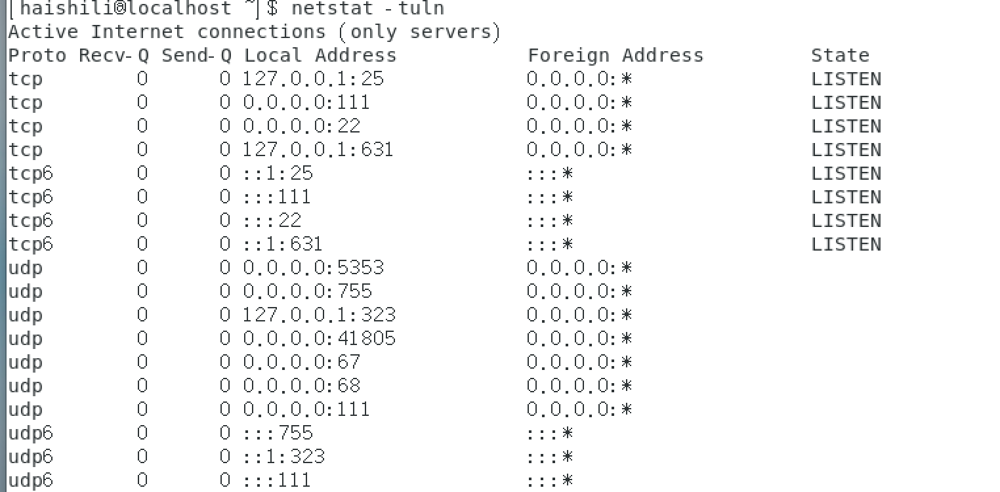 [haishili@localhost ~]$ netstat -tuln
Active Internet connections (only servers)
Proto Recv-Q Send-Q Local Address           Foreign Address         State
tcp        0      0 127.0.0.1:25            0.0.0.0:*               LISTEN
tcp        0      0 0.0.0.0:111             0.0.0.0:*               LISTEN
tcp        0      0 0.0.0.0:22              0.0.0.0:*               LISTEN
tcp        0      0 127.0.0.1:631           0.0.0.0:*               LISTEN
tcp6       0      0 ::1:25                  :::*                    LISTEN
tcp6       0      0 :::111                  :::*                    LISTEN
tcp6       0      0 :::22                   :::*                    LISTEN
tcp6       0      0 ::1:631                 :::*                    LISTEN
udp        0      0 0.0.0.0:5353            0.0.0.0:*
udp        0      0 0.0.0.0:755             0.0.0.0:*
udp        0      0 127.0.0.1:323           0.0.0.0:*
udp        0      0 0.0.0.0:41805           0.0.0.0:*
udp        0      0 0.0.0.0:67              0.0.0.0:*
udp        0      0 0.0.0.0:68              0.0.0.0:*
udp        0      0 0.0.0.0:111             0.0.0.0:*
udp6       0      0 :::755                  :::*
udp6       0      0 ::1:323                 :::*
udp6       0      0 :::111                  :::*